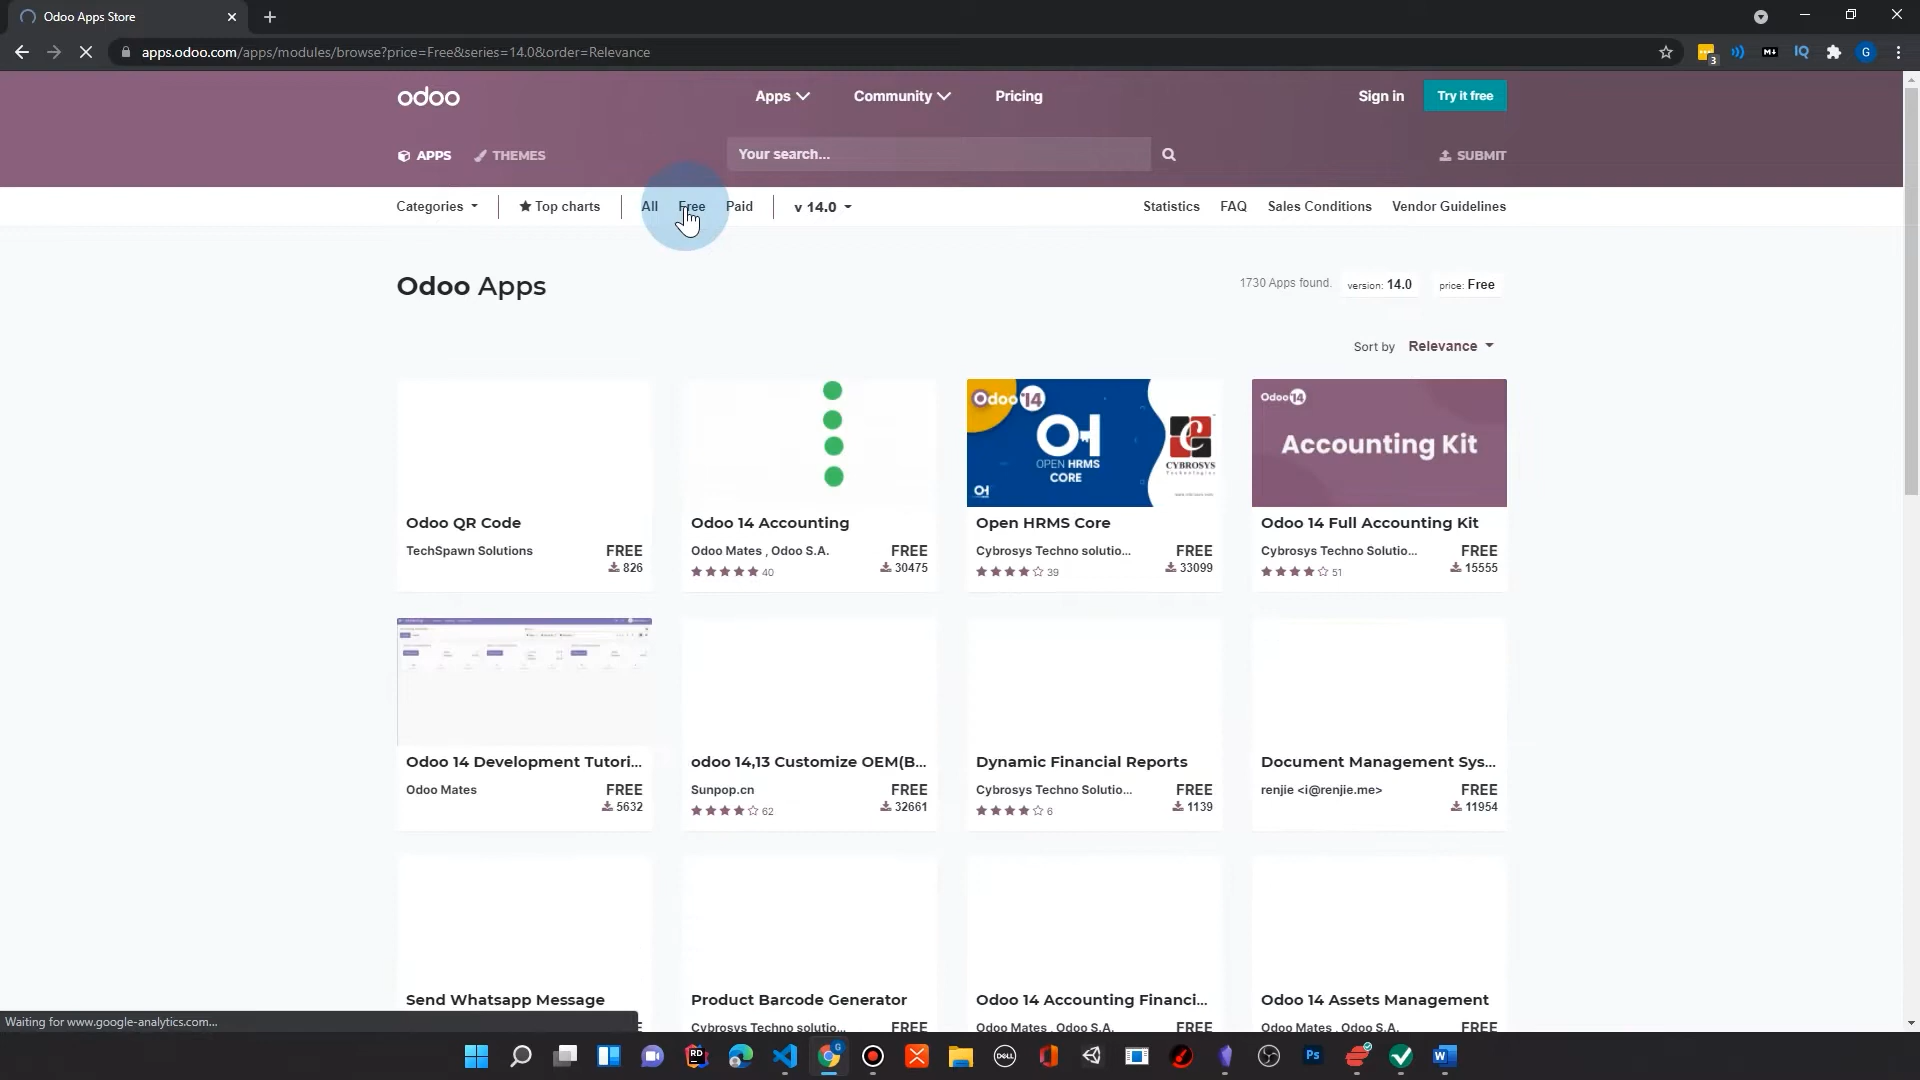 Odoo Apps Store
apps.odoo.com/apps/modules/browse?price=Free&series=14.0&order=Relevance
3
IQ
G
odoo
Apps
Community
Pricing
Sign in
Try it free
APPS
THEMES
Your search...
SUBMIT
Categories
Top charts
All
Free
Paid
v 14.0
Statistics
FAQ
Sales Conditions
Vendor Guidelines
Odoo Apps
1730 Apps found.
version: 14.0
price: Free
Sort by Relevance
Odoo 14
OPEN HRMS
CORE
CYBROSYS
Odoo 14
Accounting Kit
Odoo QR Code
TechSpawn Solutions
FREE
826
Odoo 14 Accounting
Odoo Mates , Odoo S.A.
FREE
40
30475
Open HRMS Core
Cybrosys Techno solutio...
FREE
39
33099
Odoo 14 Full Accounting Kit
Cybrosys Techno Solutio...
FREE
51
15555
Odoo 14 Development Tutori...
Odoo Mates
FREE
5632
odoo 14,13 Customize OEM(B...
Sunpop.cn
FREE
62
32661
Dynamic Financial Reports
Cybrosys Techno Solutio...
FREE
6
1139
Document Management Sys...
renjie <i@renjie.me>
FREE
11954
Send Whatsapp Message
Product Barcode Generator
Cybrosys Techno solutio...
FREE
Odoo 14 Accounting Financi...
Odoo Mates , Odoo S.A.
FREE
Odoo 14 Assets Management
Odoo Mates , Odoo S.A.
FREE
Waiting for www.google-analytics.com...
RD
G
DELL
Ps
W